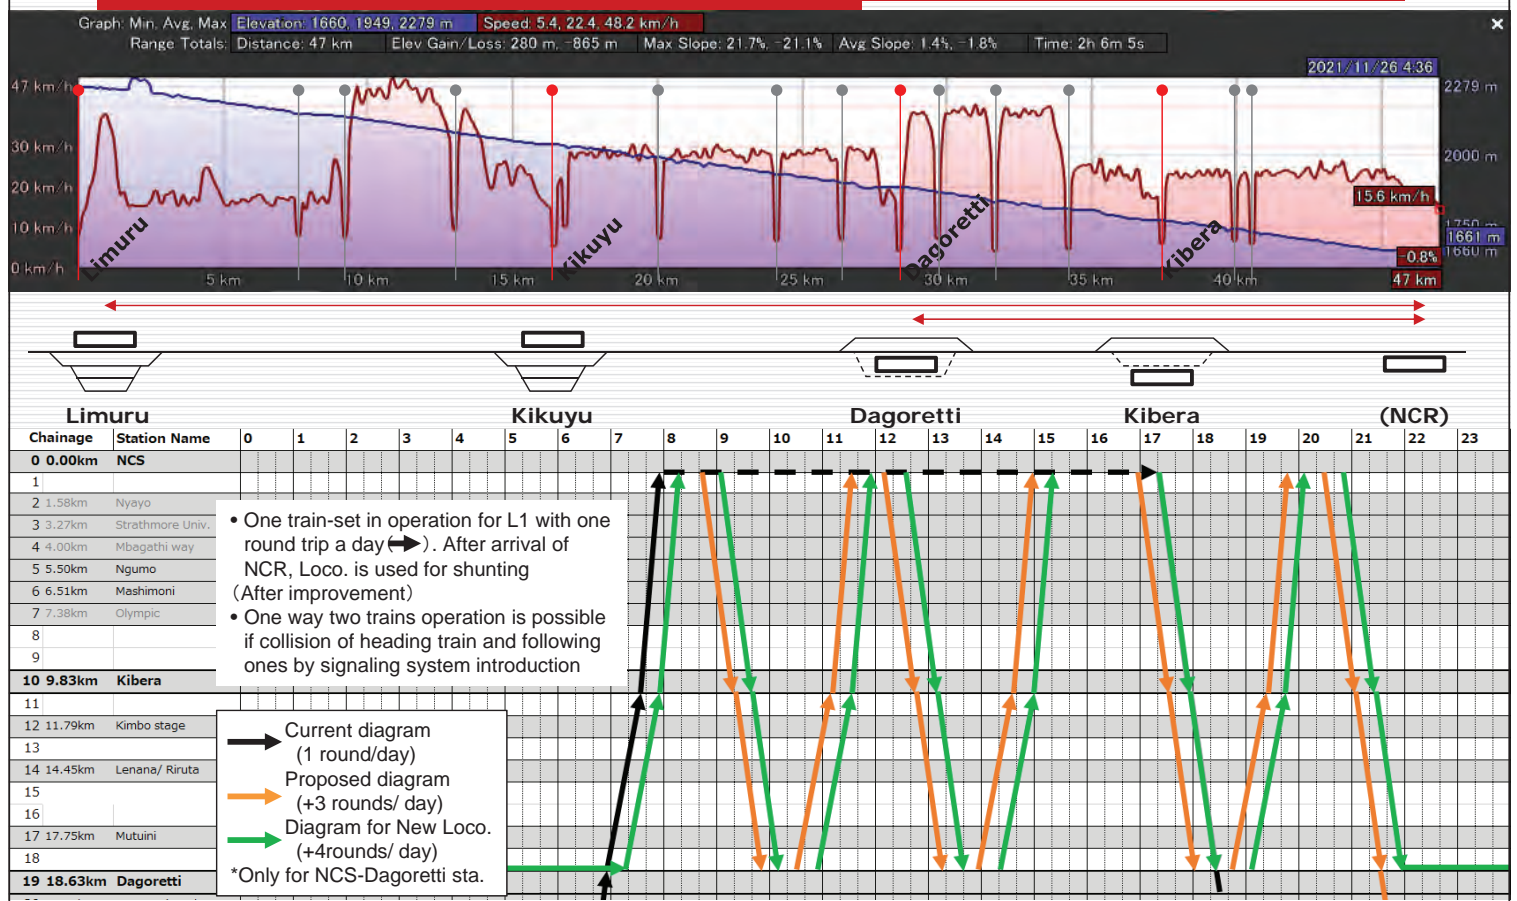 Graph: Min, Avg, Max Elevation: 1660, 1949, 2279 m Speed: 5.4, 22.4, 48.2 km/h
Range Totals: Distance: 47 km Elev Gain/Loss: 280 m, -865 m Max Slope: 21.7%, -21.1% Avg Slope: 1.4%, -1.8% Time: 2h 6m 5s
2021/11/26 4:36
47 km/h 2279 m
30 km/h 2000 m
20 km/h 15.6 km/h
10 km/h 1750 m
1661 m
-0.8% 1660 m
0 km/h 5 km 10 km 15 km 20 km 25 km 30 km 35 km 40 km 47 km
Limuru Kikuyu Dagoretti Kibera
Limuru Kikuyu Dagoretti Kibera (NCR)
Chainage Station Name 0 1 2 3 4 5 6 7 8 9 10 11 12 13 14 15 16 17 18 19 20 21 22 23
0 0.00km NCS
1
2 1.58km Nyayo
3 3.27km Strathmore Univ.
4 4.00km Mbagathi way
5 5.50km Ngumo
6 6.51km Mashimoni
7 7.38km Olympic
8
9
10 9.83km Kibera
11
12 11.79km Kimbo stage
13
14 14.45km Lenana/ Riruta
15
16
17 17.75km Mutuini
18
19 18.63km Dagoretti
• One train-set in operation for L1 with one
round trip a day( ). After arrival of
NCR, Loco. is used for shunting
(After improvement)
• One way two trains operation is possible
if collision of heading train and following
ones by signaling system introduction
Current diagram
(1 round/day)
Proposed diagram
(+3 rounds/ day)
Diagram for New Loco.
(+4rounds/ day)
*Only for NCS-Dagoretti sta.